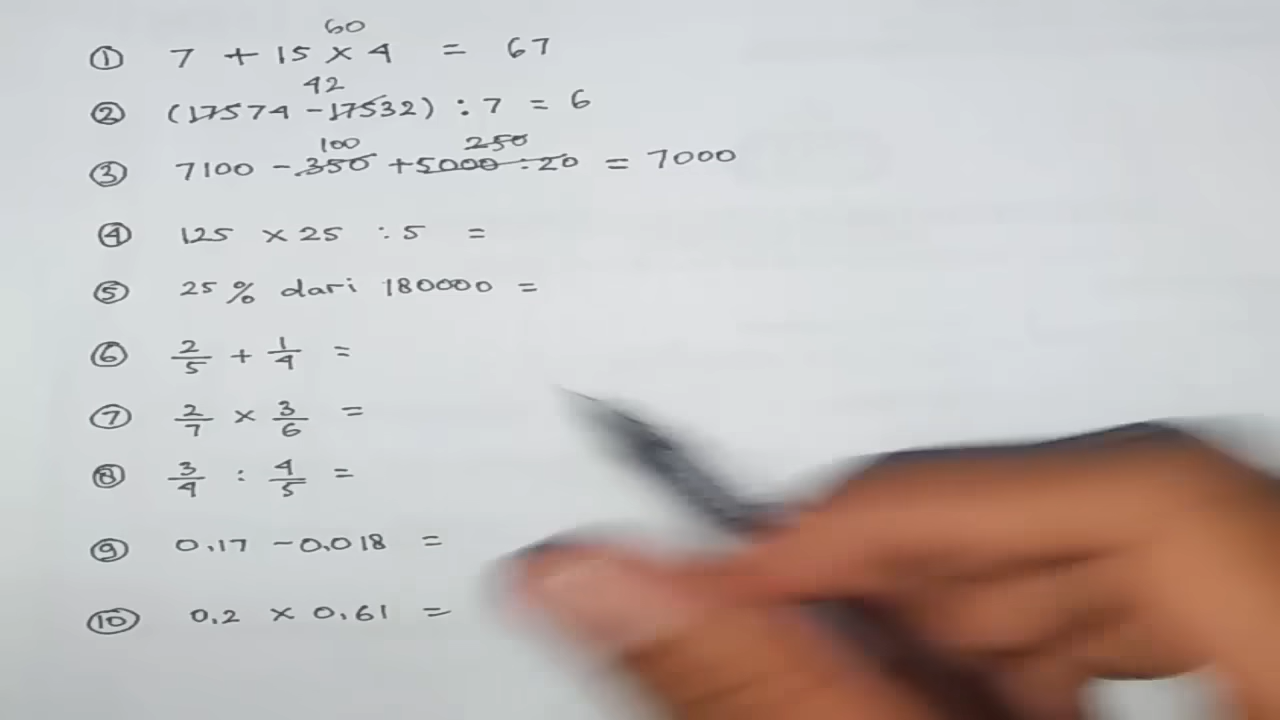 60
① 7 + 15 × 4 = 67
42
② (17574 - 17532) : 7 = 6
100 250
③ 7100 - 350 + 5000 : 20 = 7000
④ 125 × 25 : 5 =
⑤ 25% dari 180000 =
⑥ 2/5 + 1/4 =
⑦ 2/7 × 3/6 =
⑧ 3/4 : 4/5 =
⑨ 0,17 - 0,018 =
⑩ 0,2 × 0,61 =